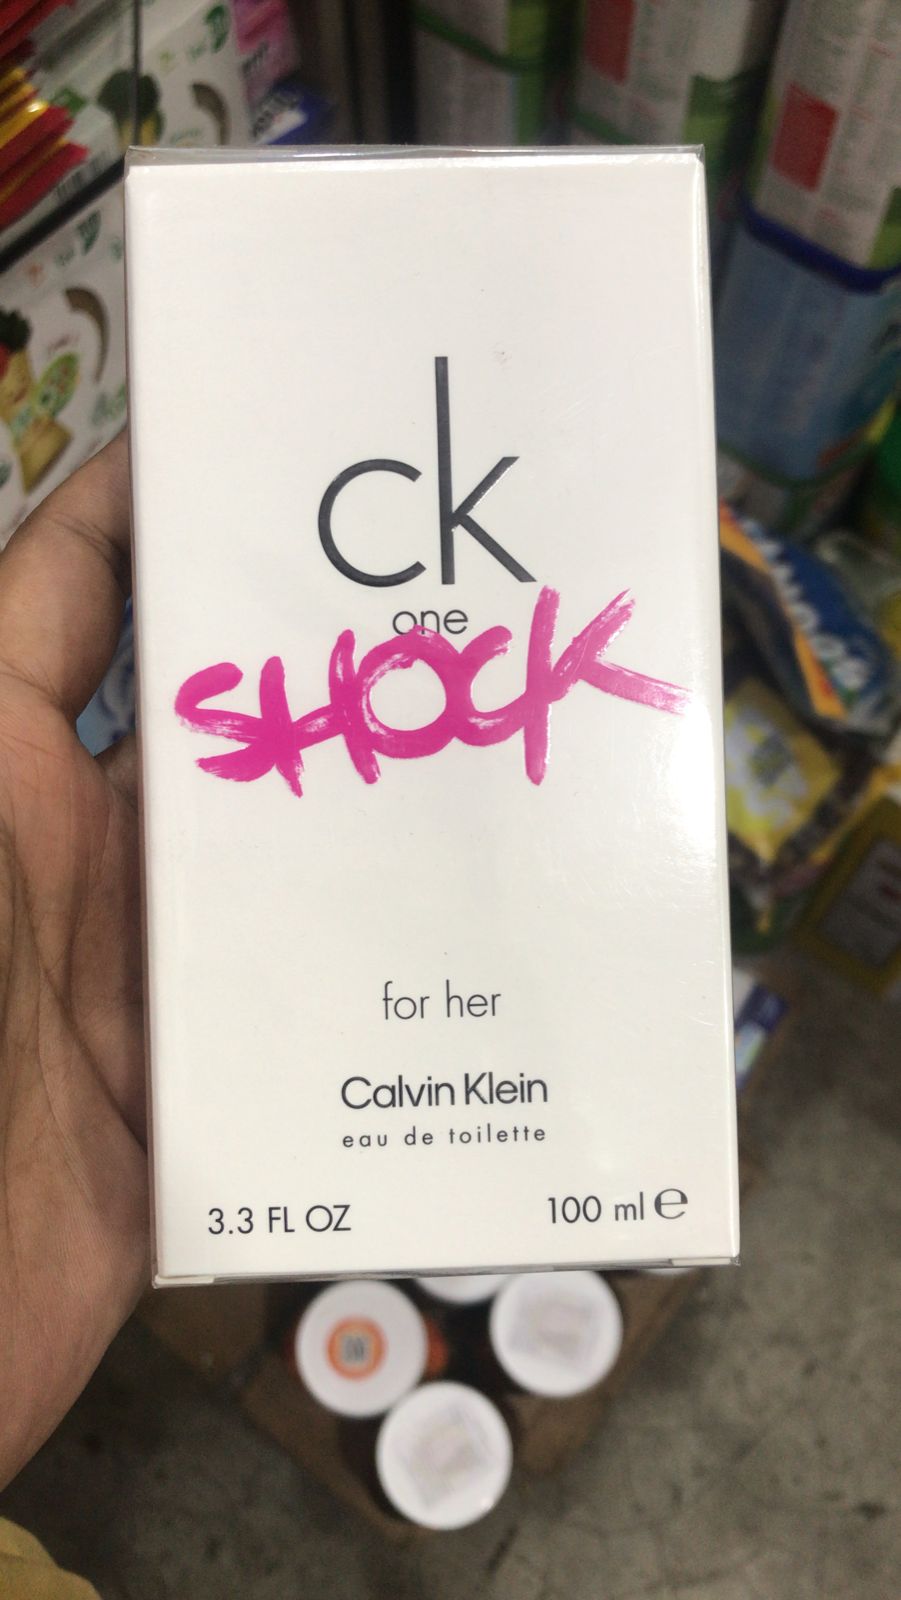 ck
one
SHOCK
for her
Calvin Klein
eau de toilette
3.3 FL OZ
100 ml ℮